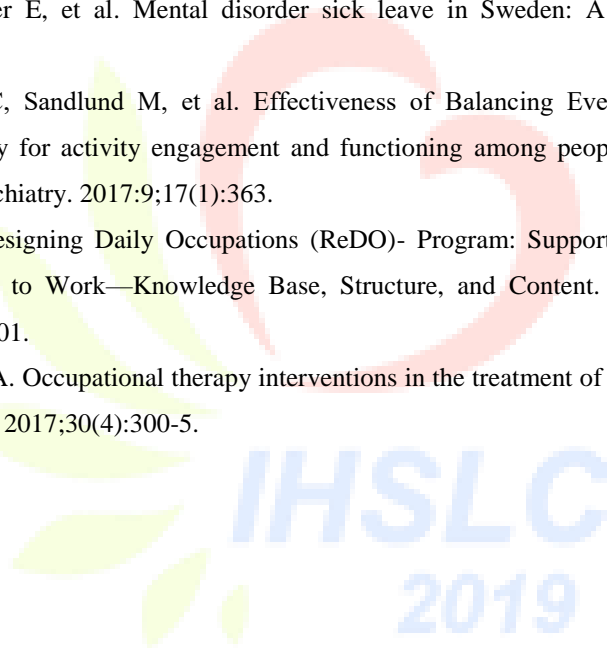 er E, et al. Mental disorder sick leave in Sweden: A
C, Sandlund M, et al. Effectiveness of Balancing Eve
y for activity engagement and functioning among peop
chiatry. 2017:9;17(1):363.
esigning Daily Occupations (ReDO)- Program: Support
to Work—Knowledge Base, Structure, and Content.
01.
A. Occupational therapy interventions in the treatment of
2017;30(4):300-5.
IHSLC
2019